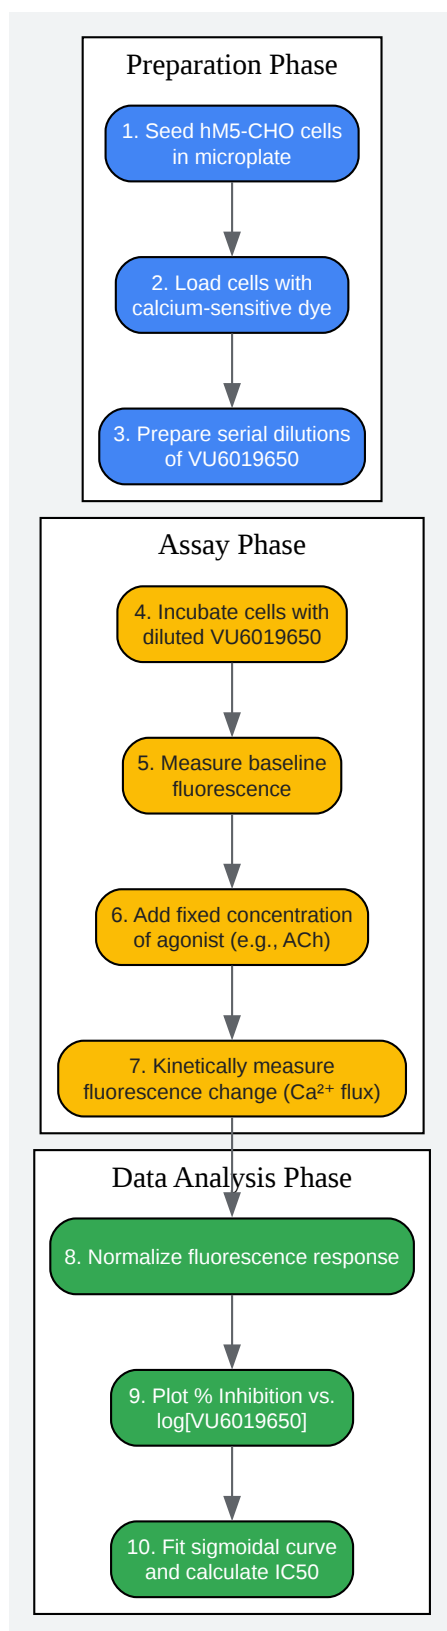 Preparation Phase
1. Seed hM5-CHO cells
in microplate
2. Load cells with
calcium-sensitive dye
3. Prepare serial dilutions
of VU6019650
Assay Phase
4. Incubate cells with
diluted VU6019650
5. Measure baseline
fluorescence
6. Add fixed concentration
of agonist (e.g., ACh)
7. Kinetically measure
fluorescence change (Ca²⁺ flux)
Data Analysis Phase
8. Normalize fluorescence response
9. Plot % Inhibition vs.
log[VU6019650]
10. Fit sigmoidal curve
and calculate IC50